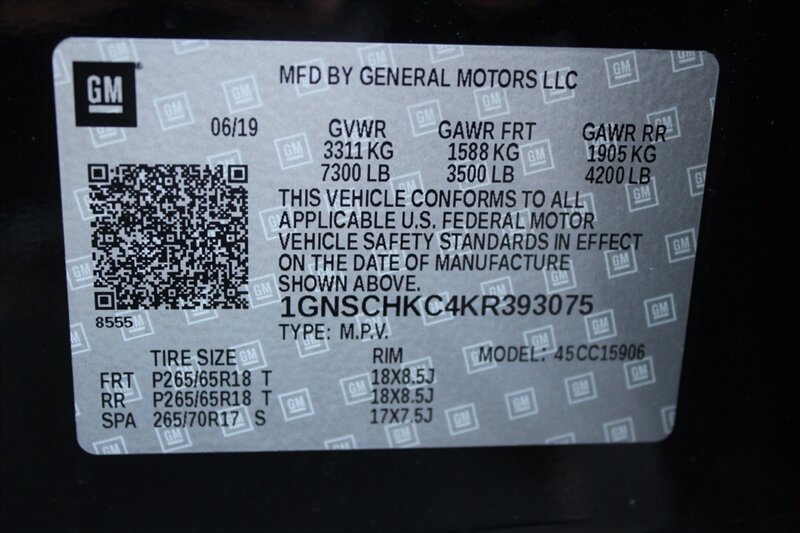 GM
MFD BY GENERAL MOTORS LLC
06/19 GVWR GAWR FRT GAWR RR
3311 KG 1588 KG 1905 KG
7300 LB 3500 LB 4200 LB
THIS VEHICLE CONFORMS TO ALL
APPLICABLE U.S. FEDERAL MOTOR
VEHICLE SAFETY STANDARDS IN EFFECT
ON THE DATE OF MANUFACTURE
SHOWN ABOVE.
8555
1GNSCHKC4KR393075
TYPE: M.P.V.
TIRE SIZE RIM MODEL: 45CC15906
FRT P265/65R18 T 18X8.5J
RR P265/65R18 T 18X8.5J
SPA 265/70R17 S 17X7.5J